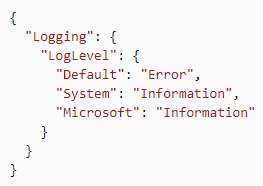 {
  "Logging": {
    "LogLevel": {
      "Default": "Error",
      "System": "Information",
      "Microsoft": "Information"
    }
  }
}